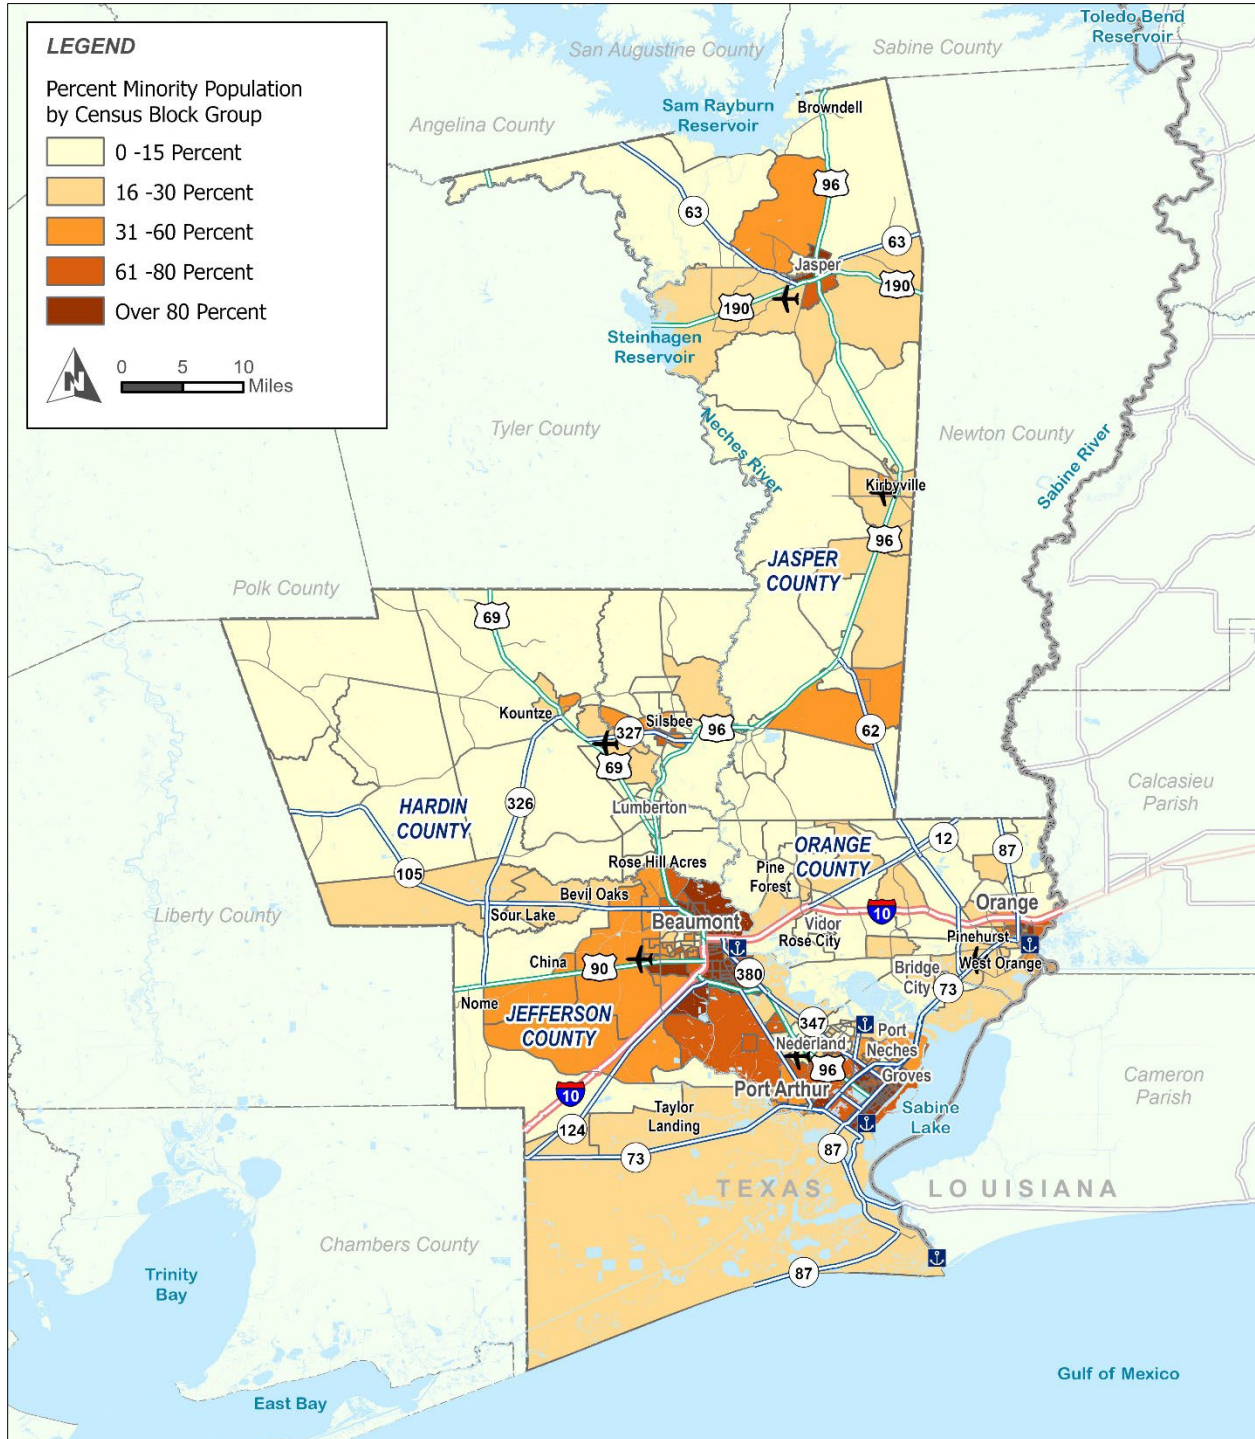 LEGEND
Percent Minority Population
by Census Block Group
0 -15 Percent
16 -30 Percent
31 -60 Percent
61 -80 Percent
Over 80 Percent
N
0 5 10
Miles
Toledo Bend
Reservoir
San Augustine County
Sabine County
Sam Rayburn
Reservoir
Browndell
Angelina County
96
63
63
Jasper
190
190
Steinhagen
Reservoir
Tyler County
Neches River
Newton County
Sabine River
Kirbyville
96
JASPER
COUNTY
Polk County
69
Kountze
Silsbee
327
96
62
69
Calcasieu
Parish
HARDIN
COUNTY
326
Lumberton
ORANGE
COUNTY
12
87
105
Rose Hill Acres
Pine
Forest
Bevil Oaks
Liberty County
Sour Lake
Beaumont
10
Orange
Vidor
Rose City
Pinehurst
West Orange
China
90
380
Bridge
City
73
Nome
JEFFERSON
COUNTY
347
Port
Neches
Nederland
96
Groves
Port Arthur
10
Cameron
Parish
Taylor
Landing
Sabine
Lake
124
73
87
TEXAS
LOUISIANA
Chambers County
Trinity
Bay
87
Gulf of Mexico
East Bay